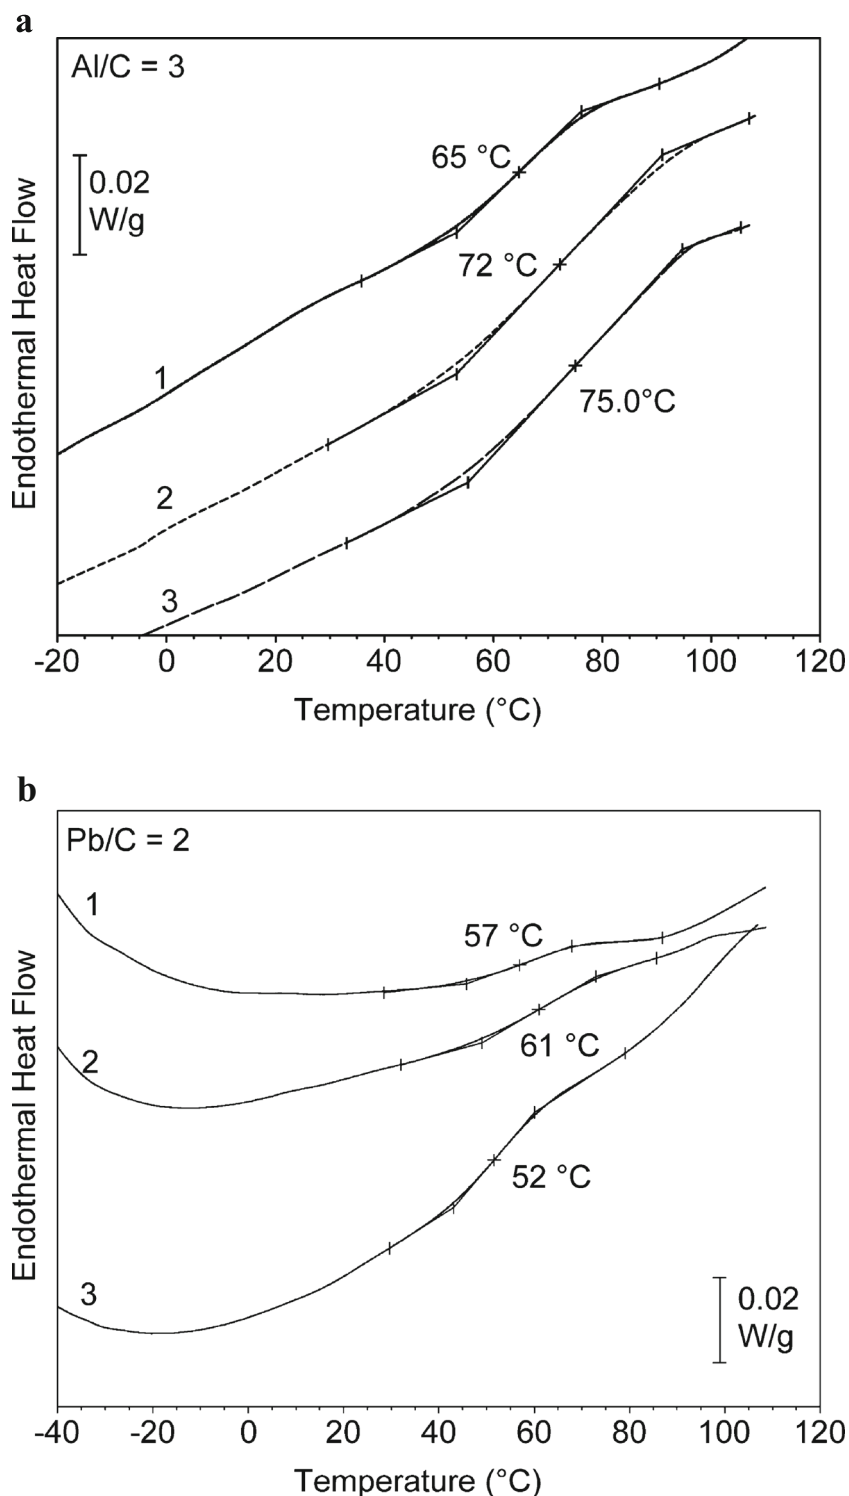 a
Al/C = 3
65 °C
0.02
W/g
72 °C
75.0°C
1
2
3
Endothermal Heat Flow
-20 0 20 40 60 80 100 120
Temperature (°C)
b
Pb/C = 2
1
57 °C
2
61 °C
52 °C
3
0.02
W/g
Endothermal Heat Flow
-40 -20 0 20 40 60 80 100 120
Temperature (°C)